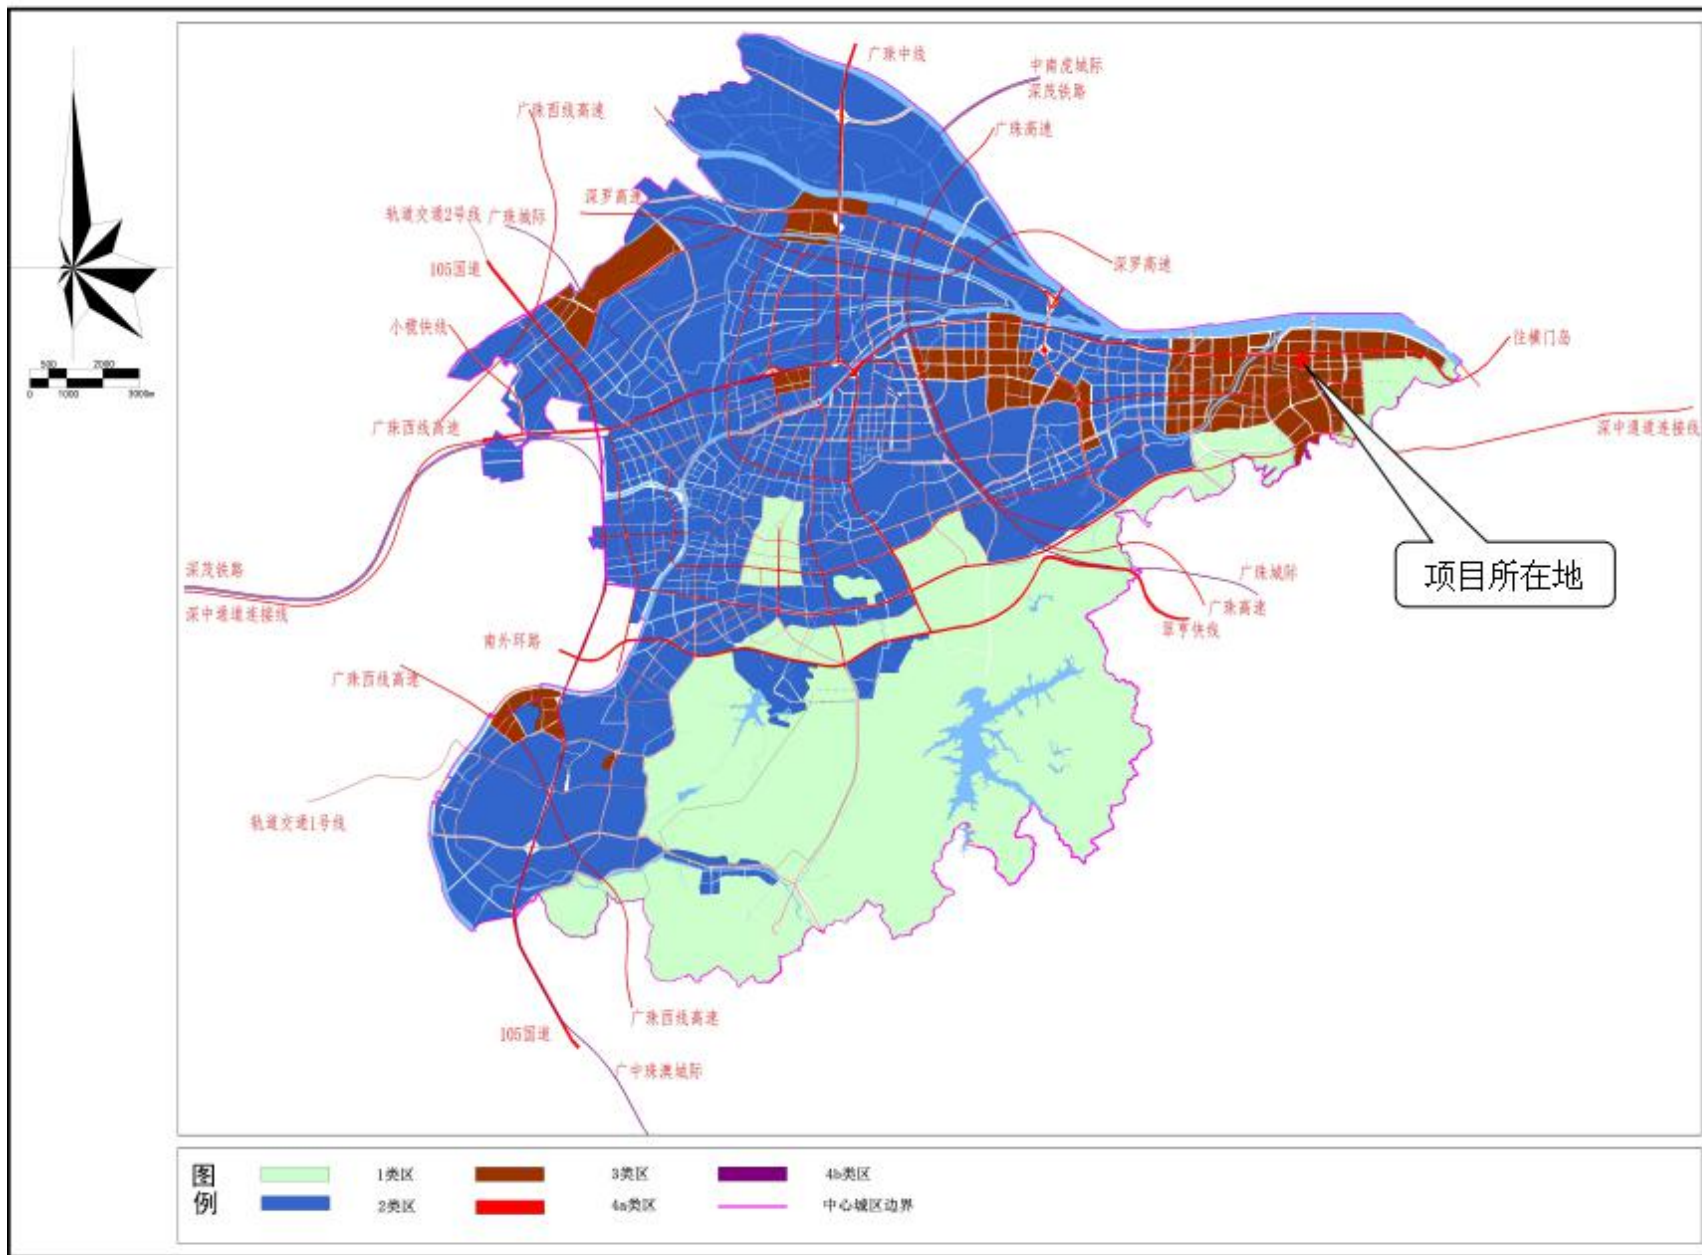 广珠中线
中南虎城际
深茂铁路
广珠西线高速
广珠高速
深罗高速
轨道交通2号线
广珠城际
105国道
深罗高速
小榄快线
往横门岛
500
2000
0
1000
3000m
广珠西线高速
深中通道连接线
项目所在地
深茂铁路
深中通道连接线
广珠城际
广珠高速
翠亨快线
南外环路
广珠西线高速
轨道交通1号线
广珠西线高速
105国道
广中珠澳城际
图例
1类区
3类区
4b类区
2类区
4a类区
中心城区边界